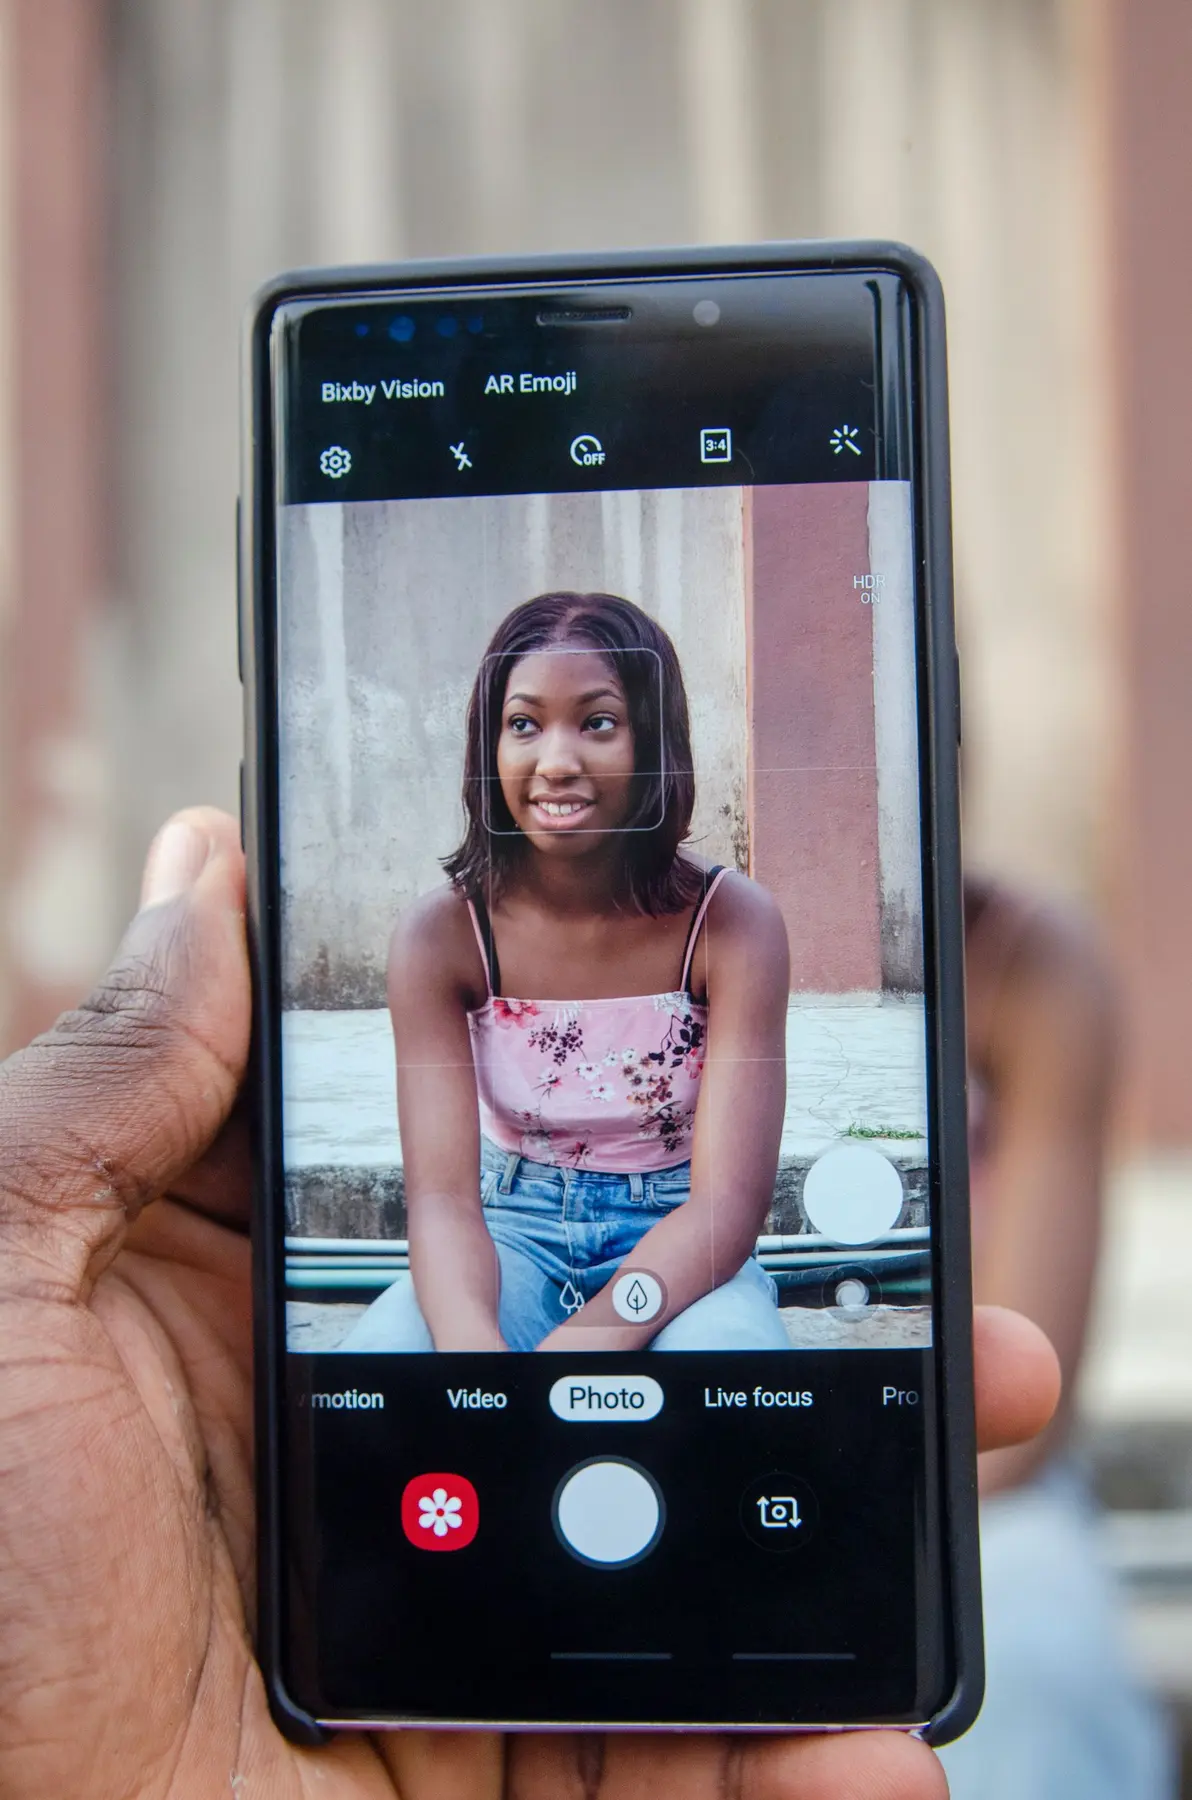 Bixby Vision AR Emoji
OFF 3:4
HDR
ON
motion Video Photo Live focus Pro